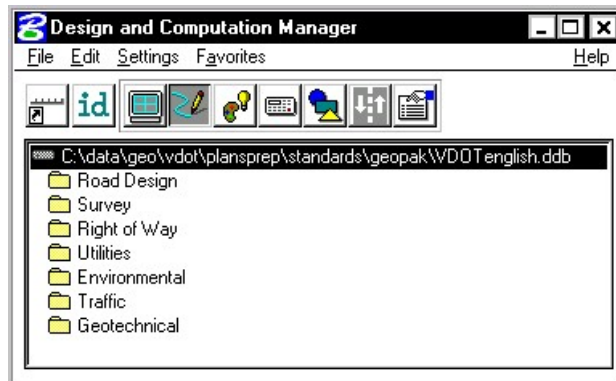 Design and Computation Manager
File Edit Settings Favorites Help
id
C:\data\geo\vdot\plansprep\standards\geopak\VDOTenglish.ddb
Road Design
Survey
Right of Way
Utilities
Environmental
Traffic
Geotechnical